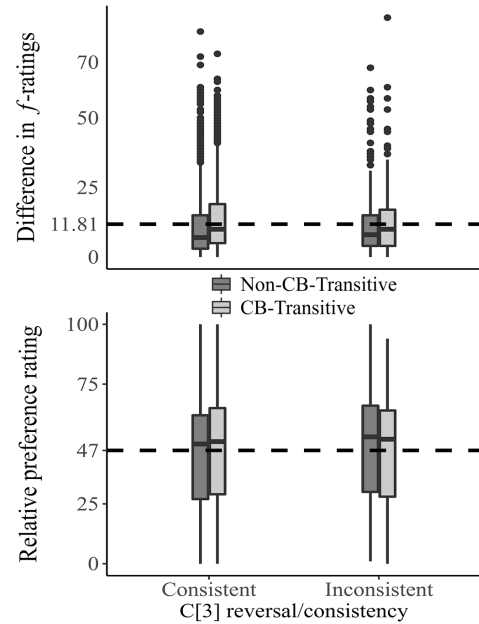 Difference in f-ratings
70
50
25
11.81
0
Non-CB-Transitive
CB-Transitive
Relative preference rating
100
75
47
25
0
Consistent Inconsistent
C[3] reversal/consistency